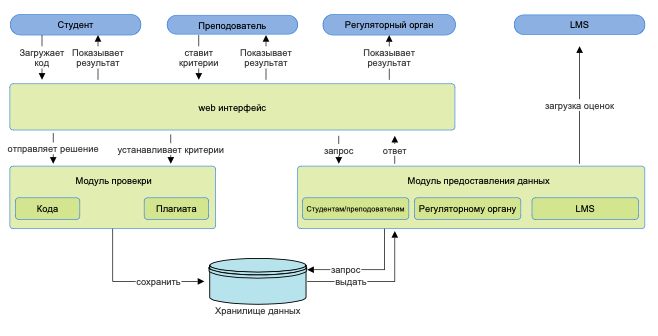 Студент
Преподователь
Регуляторный орган
LMS
Загружает
код
Показывает
результат
ставит
критерии
Показывает
результат
Показывает
результат
web интерфейс
загрузка оценок
отправляет решение
устанавливает критерии
запрос
ответ
Модуль провекри
Модуль предоставления данных
Кода
Плагиата
Студентам/преподователям
Регуляторному органу
LMS
запрос
сохранить
выдать
Хранилище данных